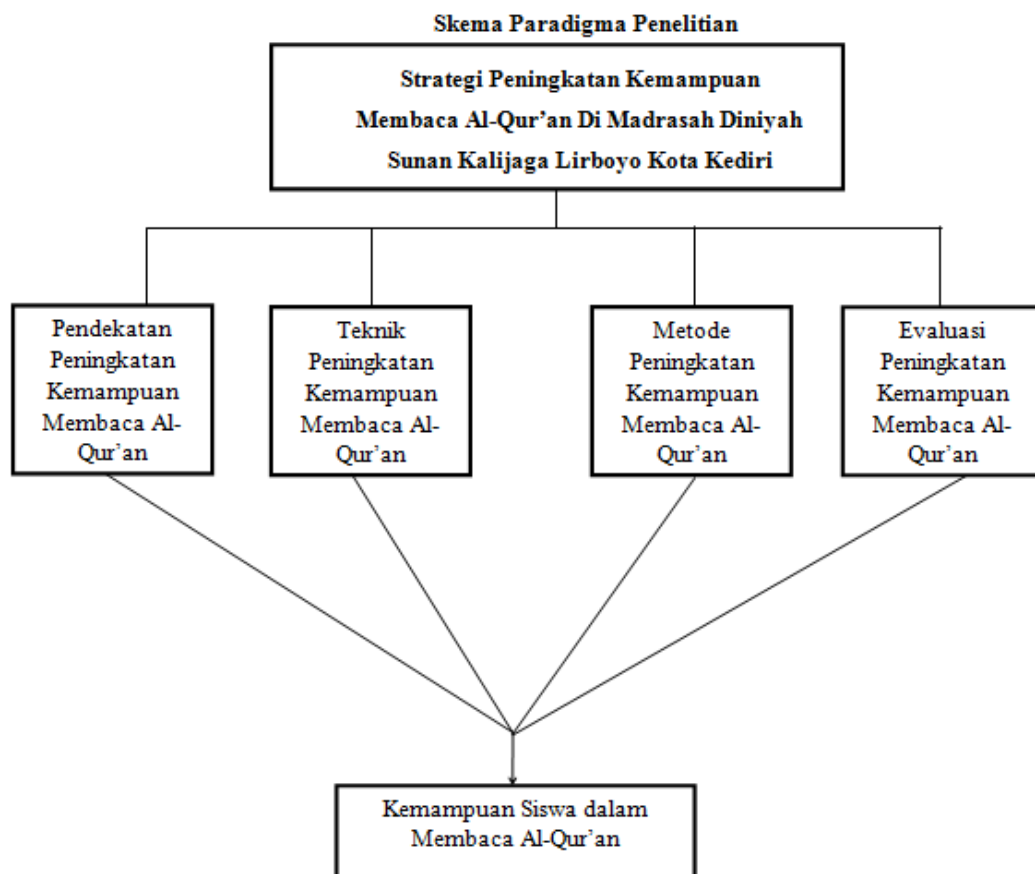 Skema Paradigma Penelitian
Strategi Peningkatan Kemampuan
Membaca Al-Qur’an Di Madrasah Diniyah
Sunan Kalijaga Lirboyo Kota Kediri
Pendekatan
Peningkatan
Kemampuan
Membaca Al-
Qur’an
Teknik
Peningkatan
Kemampuan
Membaca Al-
Qur’an
Metode
Peningkatan
Kemampuan
Membaca Al-
Qur’an
Evaluasi
Peningkatan
Kemampuan
Membaca Al-
Qur’an
Kemampuan Siswa dalam
Membaca Al-Qur’an